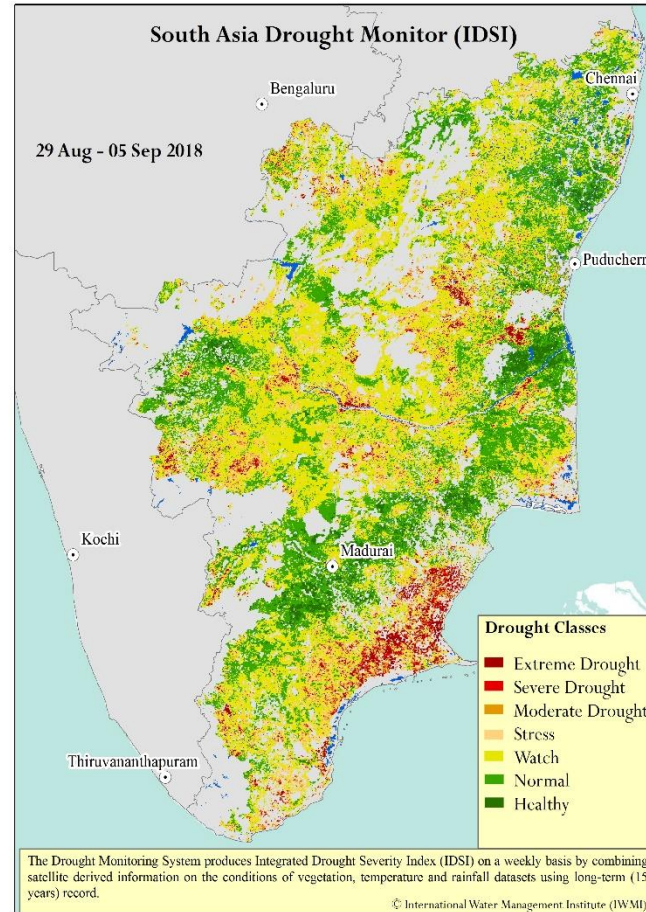 South Asia Drought Monitor (IDSI)
Chennai
Bengaluru
29 Aug - 05 Sep 2018
Puducherr
Kochi
Madurai
Drought Classes
Extreme Drought
Severe Drought
Moderate Drought
Stress
Watch
Normal
Healthy
Thiruvananthapuram
The Drought Monitoring System produces Integrated Drought Severity Index (IDSI) on a weekly basis by combining
satellite derived information on the conditions of vegetation, temperature and rainfall datasets using long-term (15
years) record.
© International Water Management Institute (IWMI)